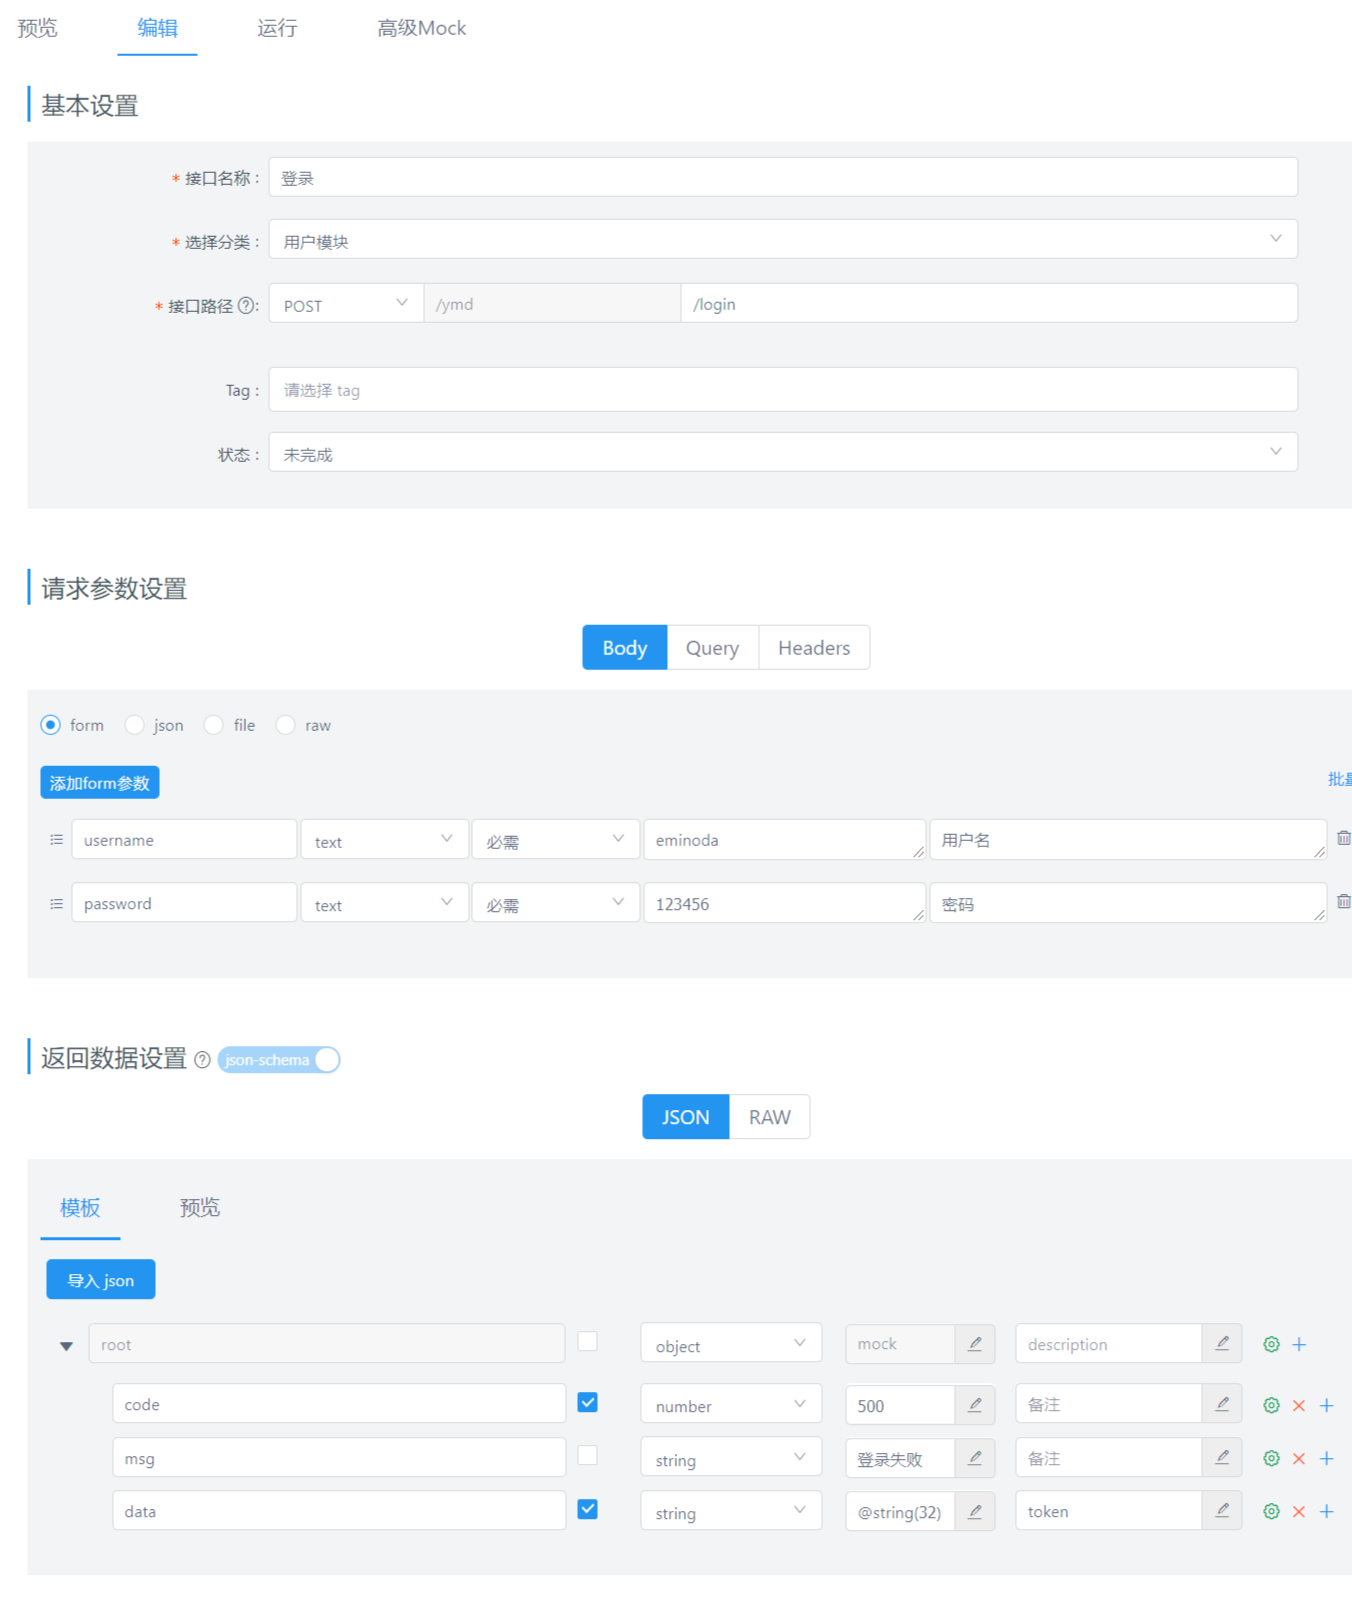 预览 编辑 运行 高级Mock
基本设置
* 接口名称 : 登录
* 选择分类 : 用户模块
* 接口路径 ? : POST /ymd /login
Tag : 请选择 tag
状态 : 未完成
请求参数设置
Body Query Headers
form json file raw
添加form参数 批量
username text 必需 eminoda 用户名
password text 必需 123456 密码
返回数据设置 ? json-schema
JSON RAW
模板 预览
导入 json
root object mock description
code number 500 备注
msg string 登录失败 备注
data string @string(32) token